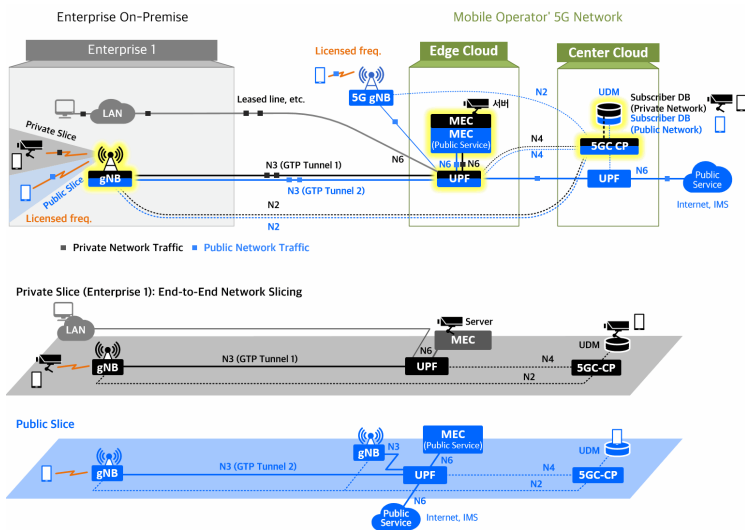 Enterprise On-Premise
Mobile Operator' 5G Network
Enterprise 1
Edge Cloud
Center Cloud
Licensed freq.
5G gNB
N2
서버
MEC
MEC
(Public Service)
UDM
Subscriber DB
(Private Network)
Subscriber DB
(Public Network)
Leased line, etc.
LAN
Private Slice
N6
N6
N6
N4
N4
5GC CP
gNB
N3 (GTP Tunnel 1)
N3 (GTP Tunnel 2)
UPF
UPF
N6
Public
Service
Internet, IMS
Public Slice
Licensed freq.
N2
N2
Private Network Traffic
Public Network Traffic
Private Slice (Enterprise 1): End-to-End Network Slicing
LAN
Server
MEC
UDM
gNB
N3 (GTP Tunnel 1)
N6
UPF
N4
N2
5GC-CP
Public Slice
gNB
N3
MEC
(Public Service)
UDM
gNB
N3 (GTP Tunnel 2)
UPF
N6
N4
N2
5GC-CP
N6
Public
Service
Internet, IMS